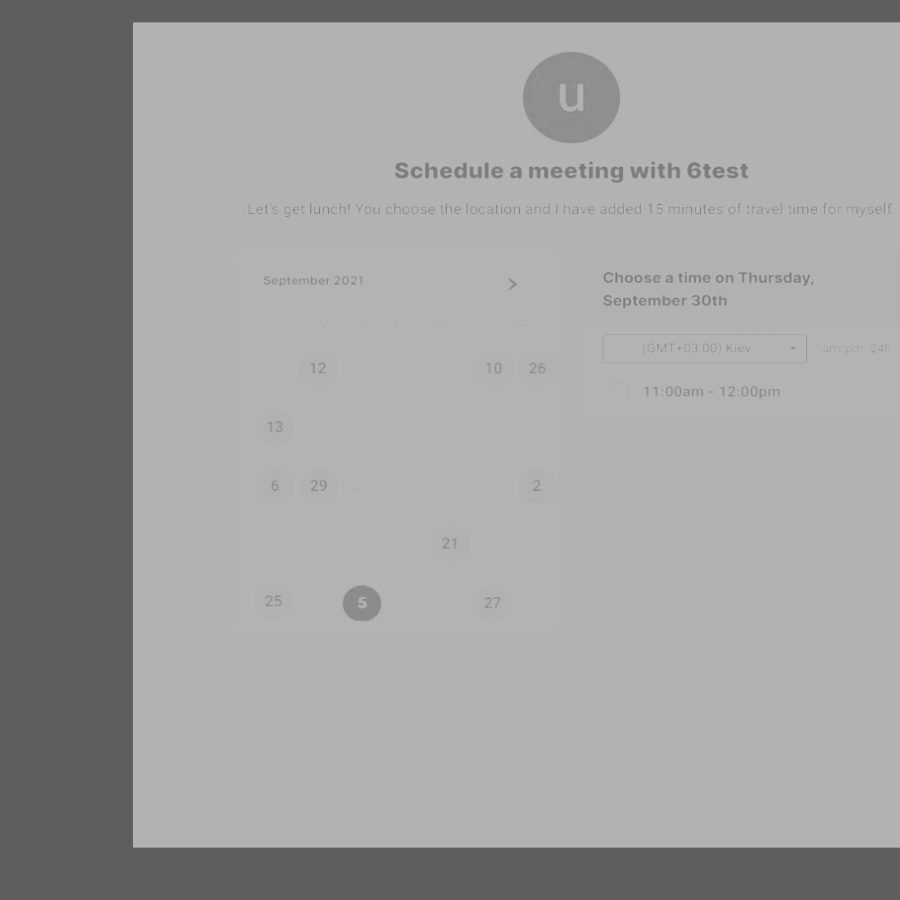 u
Schedule a meeting with 6test
Let's get lunch! You choose the location and I have added 15 minutes of travel time for myself.
September 2021
12 10 26
13
6 29 2
21
25 5 27
Choose a time on Thursday,
September 30th
(GMT+03:00) Kiev am/pm 24h
11:00am - 12:00pm